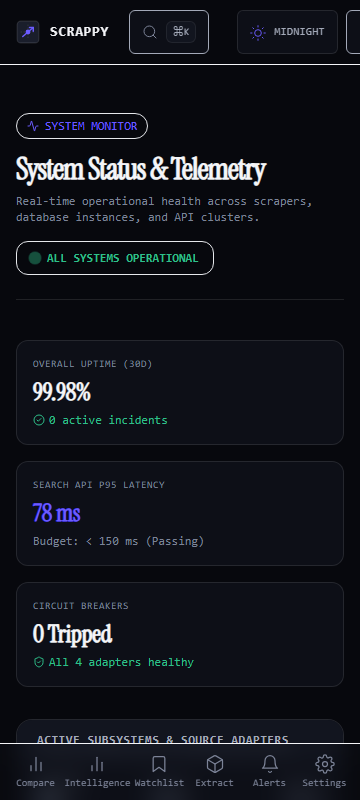 SCRAPPY
⌘K
MIDNIGHT
SYSTEM MONITOR
System Status & Telemetry
Real-time operational health across scrapers,
database instances, and API clusters.
ALL SYSTEMS OPERATIONAL
OVERALL UPTIME (30D)
99.98%
0 active incidents
SEARCH API P95 LATENCY
78 ms
Budget: < 150 ms (Passing)
CIRCUIT BREAKERS
0 Tripped
All 4 adapters healthy
ACTIVE SUBSYSTEMS & SOURCE ADAPTERS
Compare
Intelligence
Watchlist
Extract
Alerts
Settings